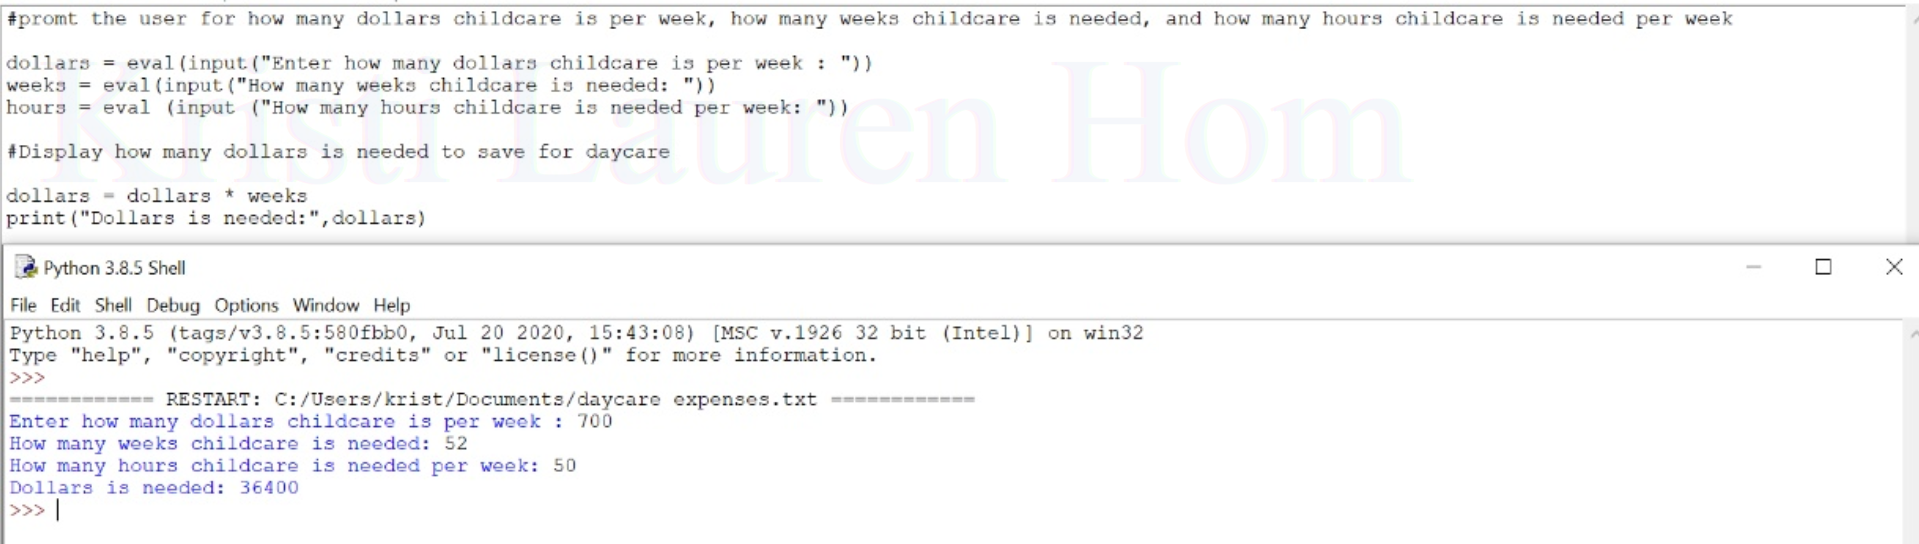 #promt the user for how many dollars childcare is per week, how many weeks childcare is needed, and how many hours childcare is needed per week
dollars = eval(input("Enter how many dollars childcare is per week : "))
weeks = eval(input("How many weeks childcare is needed: "))
hours = eval (input ("How many hours childcare is needed per week: "))
Kristi Lauren Hom
#Display how many dollars is needed to save for daycare
dollars = dollars * weeks
print("Dollars is needed:",dollars)
Python 3.8.5 Shell
File Edit Shell Debug Options Window Help
Python 3.8.5 (tags/v3.8.5:580fbb0, Jul 20 2020, 15:43:08) [MSC v.1926 32 bit (Intel)] on win32
Type "help", "copyright", "credits" or "license()" for more information.
>>>
============ RESTART: C:/Users/krist/Documents/daycare expenses.txt ============
Enter how many dollars childcare is per week : 700
How many weeks childcare is needed: 52
How many hours childcare is needed per week: 50
Dollars is needed: 36400
>>>